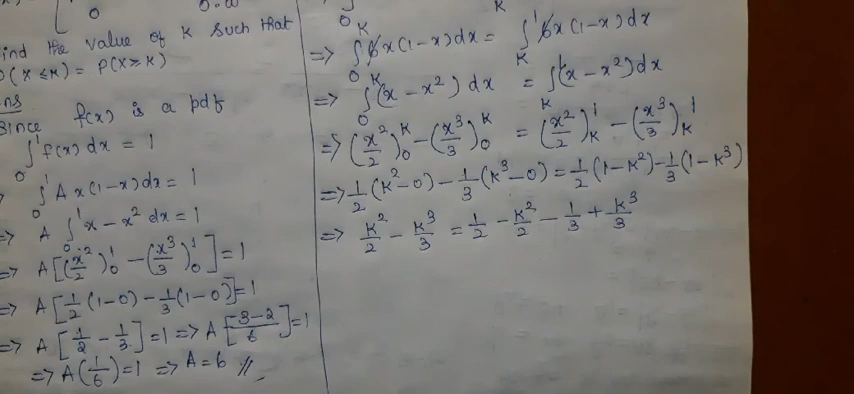 0 0.w
ind the value of K such that
P(X ≤ K) = P(X ≥ K)
ns
Since f(x) is a pdf
∫₀¹ f(x) dx = 1
∫₀¹ A x(1-x)dx = 1
=> A ∫₀¹ x - x² dx = 1
=> A[(x²/2)₀¹ - (x³/3)₀¹] = 1
=> A[1/2 (1-0) - 1/3 (1-0)] = 1
=> A[1/2 - 1/3] = 1 => A[(3-2)/6] = 1
=> A(1/6) = 1 => A = 6 //
=> ∫₀ᴷ 6x(1-x)dx = ∫ₖ¹ 6x(1-x)dx
=> ∫₀ᴷ (x - x²) dx = ∫ₖ¹ (x - x²)dx
=> (x²/2)₀ᴷ - (x³/3)₀ᴷ = (x²/2)ₖ¹ - (x³/3)ₖ¹
=> 1/2 (K² - 0) - 1/3 (K³ - 0) = 1/2 (1 - K²) - 1/3 (1 - K³)
=> K²/2 - K³/3 = 1/2 - K²/2 - 1/3 + K³/3